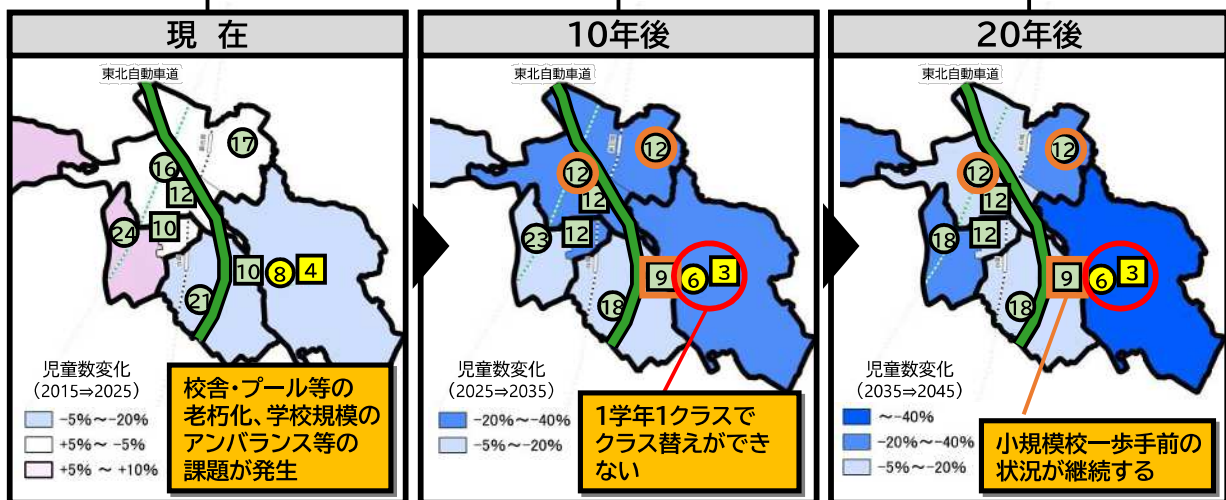 現 在
東北自動車道
17
16
12
24
10
10
8
4
21
児童数変化
(2015⇒2025)
-5%～-20%
+5%～ -5%
+5% ～ +10%
校舎・プール等の
老朽化、学校規模の
アンバランス等の
課題が発生
10年後
東北自動車道
12
12
12
23
12
9
6
3
18
児童数変化
(2025⇒2035)
-20%～-40%
-5%～-20%
1学年1クラスで
クラス替えができ
ない
20年後
東北自動車道
12
12
12
18
12
9
6
3
18
児童数変化
(2035⇒2045)
～-40%
-20%～-40%
-5%～-20%
小規模校一歩手前の
状況が継続する